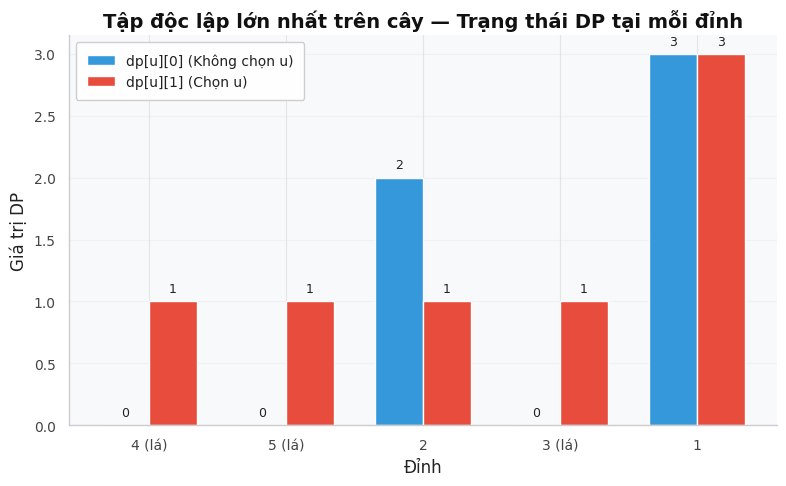 Tập độc lập lớn nhất trên cây — Trạng thái DP tại mỗi đỉnh
dp[u][0] (Không chọn u)
dp[u][1] (Chọn u)
Giá trị DP
3.0
2.5
2.0
1.5
1.0
0.5
0.0
0
1
0
1
2
1
0
1
3
3
4 (lá)
5 (lá)
2
3 (lá)
1
Đỉnh